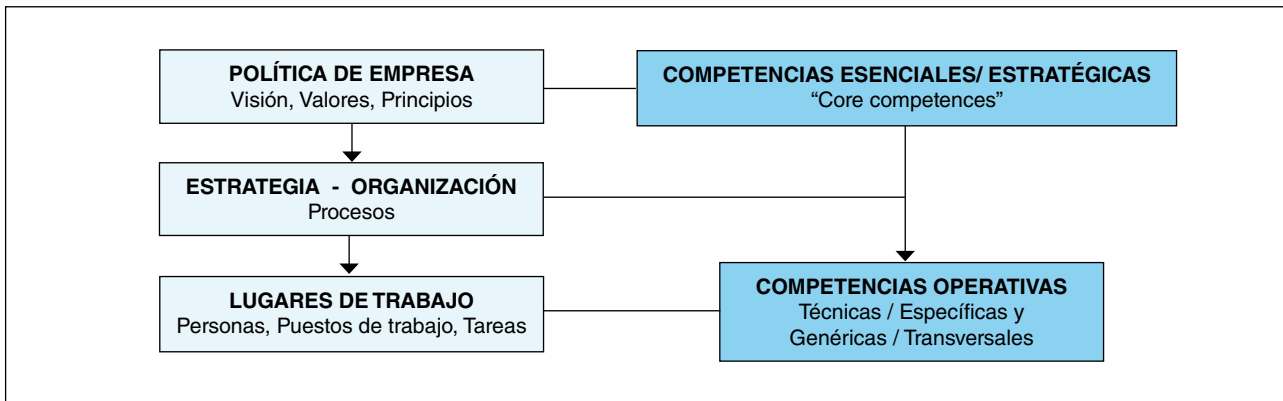 POLÍTICA DE EMPRESA
Visión, Valores, Principios
COMPETENCIAS ESENCIALES/ ESTRATÉGICAS
“Core competences”
ESTRATEGIA - ORGANIZACIÓN
Procesos
LUGARES DE TRABAJO
Personas, Puestos de trabajo, Tareas
COMPETENCIAS OPERATIVAS
Técnicas / Específicas y
Genéricas / Transversales